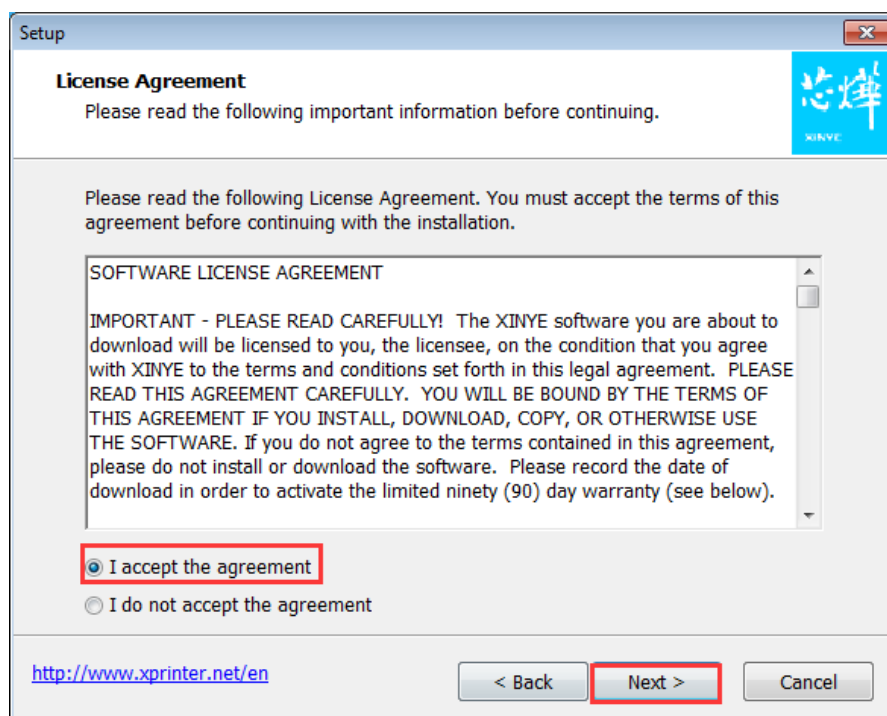 Setup
License Agreement
Please read the following important information before continuing.
芯烨
XINYE
Please read the following License Agreement. You must accept the terms of this
agreement before continuing with the installation.
SOFTWARE LICENSE AGREEMENT
IMPORTANT - PLEASE READ CAREFULLY!  The XINYE software you are about to
download will be licensed to you, the licensee, on the condition that you agree
with XINYE to the terms and conditions set forth in this legal agreement.  PLEASE
READ THIS AGREEMENT CAREFULLY.  YOU WILL BE BOUND BY THE TERMS OF
THIS AGREEMENT IF YOU INSTALL, DOWNLOAD, COPY, OR OTHERWISE USE
THE SOFTWARE. If you do not agree to the terms contained in this agreement,
please do not install or download the software.  Please record the date of
download in order to activate the limited ninety (90) day warranty (see below).
I accept the agreement
I do not accept the agreement
http://www.xprinter.net/en
< Back
Next >
Cancel